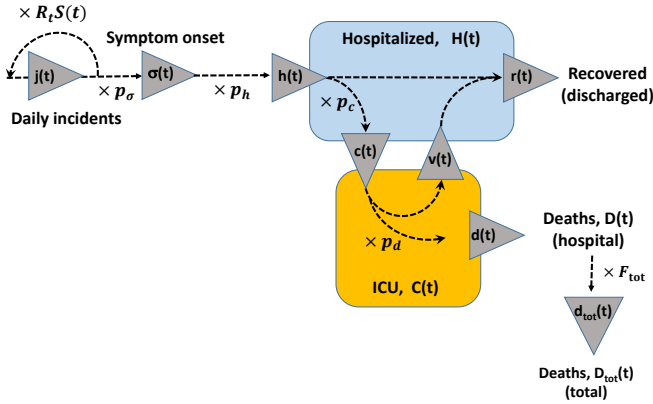 × R_t S(t)
Symptom onset
Hospitalized, H(t)
j(t)
σ(t)
h(t)
r(t)
Recovered
(discharged)
× p_σ
× p_h
× p_c
Daily incidents
c(t)
v(t)
× p_d
d(t)
Deaths, D(t)
(hospital)
ICU, C(t)
× F_tot
d_tot(t)
Deaths, D_tot(t)
(total)